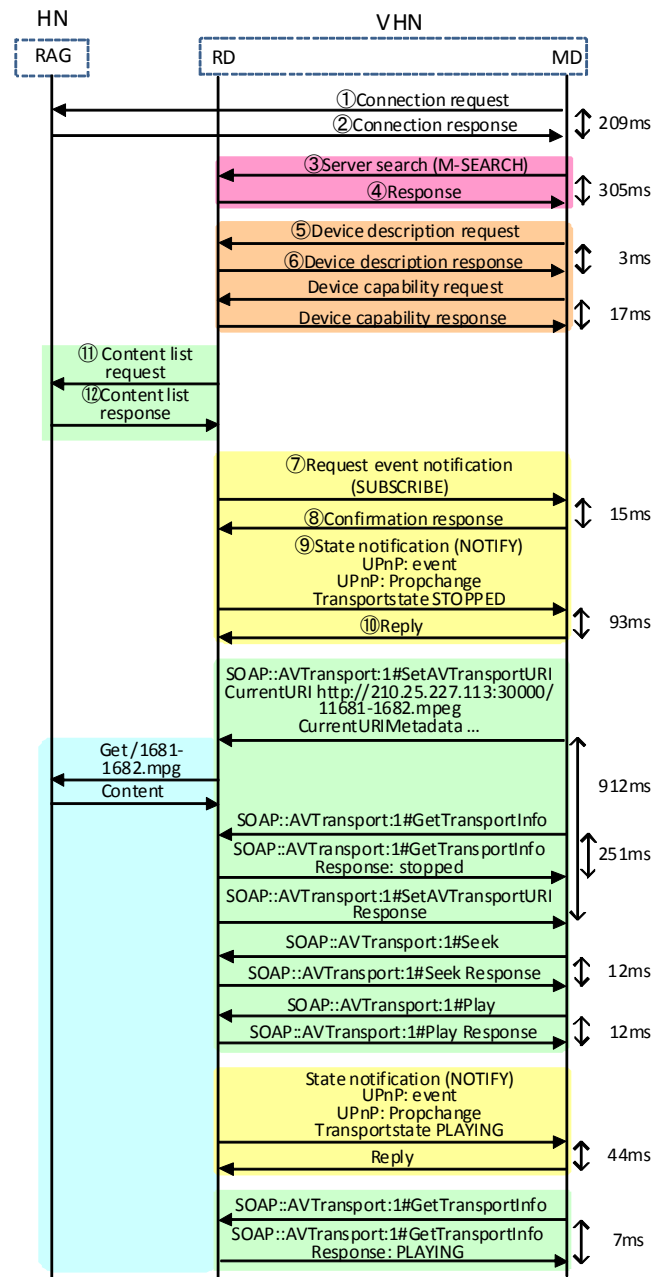 HN
VHN
RAG
RD
MD
①Connection request
②Connection response
209ms
③Server search (M-SEARCH)
④Response
305ms
⑤Device description request
⑥Device description response
3ms
Device capability request
Device capability response
17ms
⑪ Content list
request
⑫Content list
response
⑦Request event notification
(SUBSCRIBE)
⑧Confirmation response
15ms
⑨State notification (NOTIFY)
UPnP: event
UPnP: Propchange
Transportstate STOPPED
⑩Reply
93ms
SOAP::AVTransport:1#SetAVTransportURI
CurrentURI http://210.25.227.113:30000/
11681-1682.mpeg
CurrentURIMetadata ...
Get /1681-
1682.mpg
Content
912ms
SOAP::AVTransport:1#GetTransportInfo
SOAP::AVTransport:1#GetTransportInfo
Response: stopped
251ms
SOAP::AVTransport:1#SetAVTransportURI
Response
SOAP::AVTransport:1#Seek
SOAP::AVTransport:1#Seek Response
12ms
SOAP::AVTransport:1#Play
SOAP::AVTransport:1#Play Response
12ms
State notification (NOTIFY)
UPnP: event
UPnP: Propchange
Transportstate PLAYING
Reply
44ms
SOAP::AVTransport:1#GetTransportInfo
SOAP::AVTransport:1#GetTransportInfo
Response: PLAYING
7ms